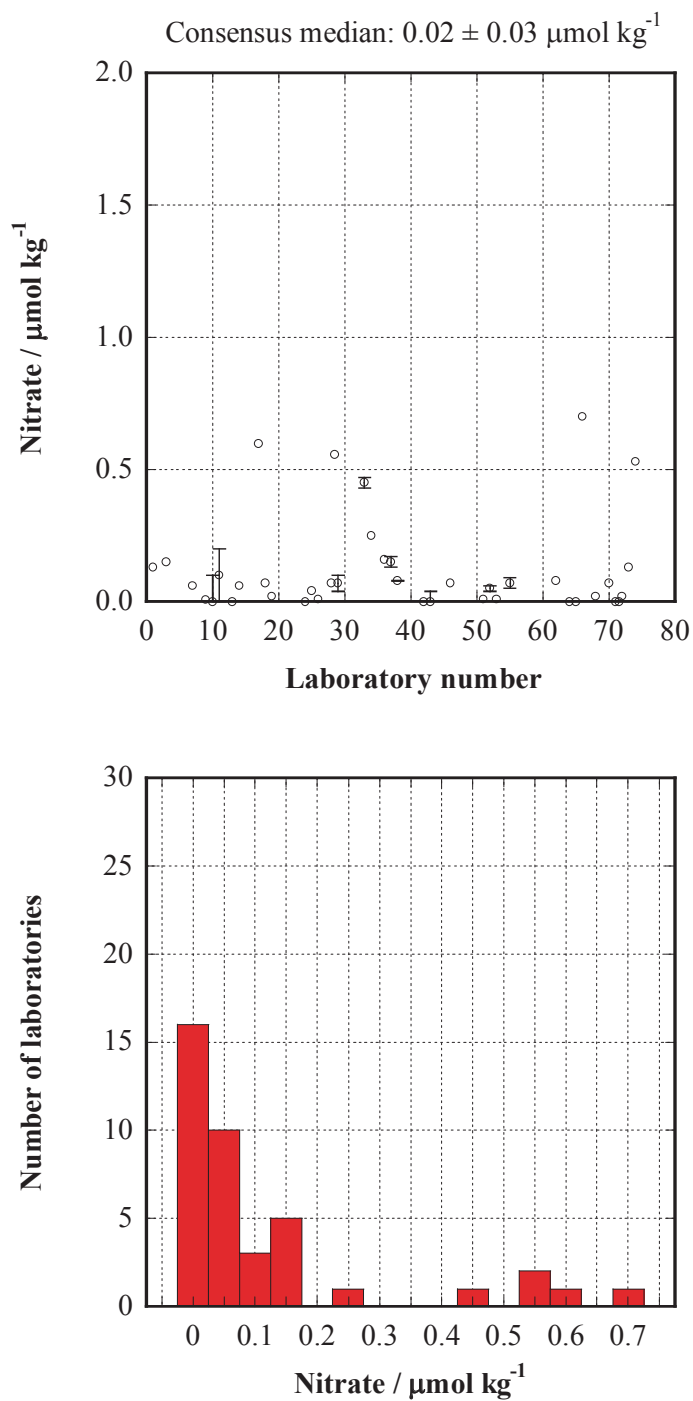 Consensus median: 0.02 ± 0.03 μmol kg⁻¹
2.0
1.5
1.0
0.5
0.0
Nitrate / μmol kg⁻¹
0 10 20 30 40 50 60 70 80
Laboratory number
30
25
20
15
10
5
0
Number of laboratories
0 0.1 0.2 0.3 0.4 0.5 0.6 0.7
Nitrate / μmol kg⁻¹